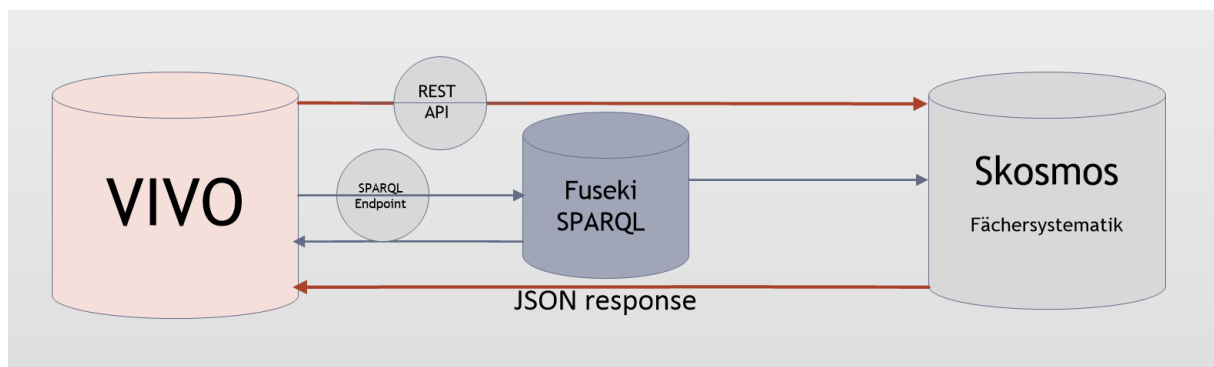 VIVO
REST
API
SPARQL
Endpoint
Fuseki
SPARQL
Skosmos
Fächersystematik
JSON response